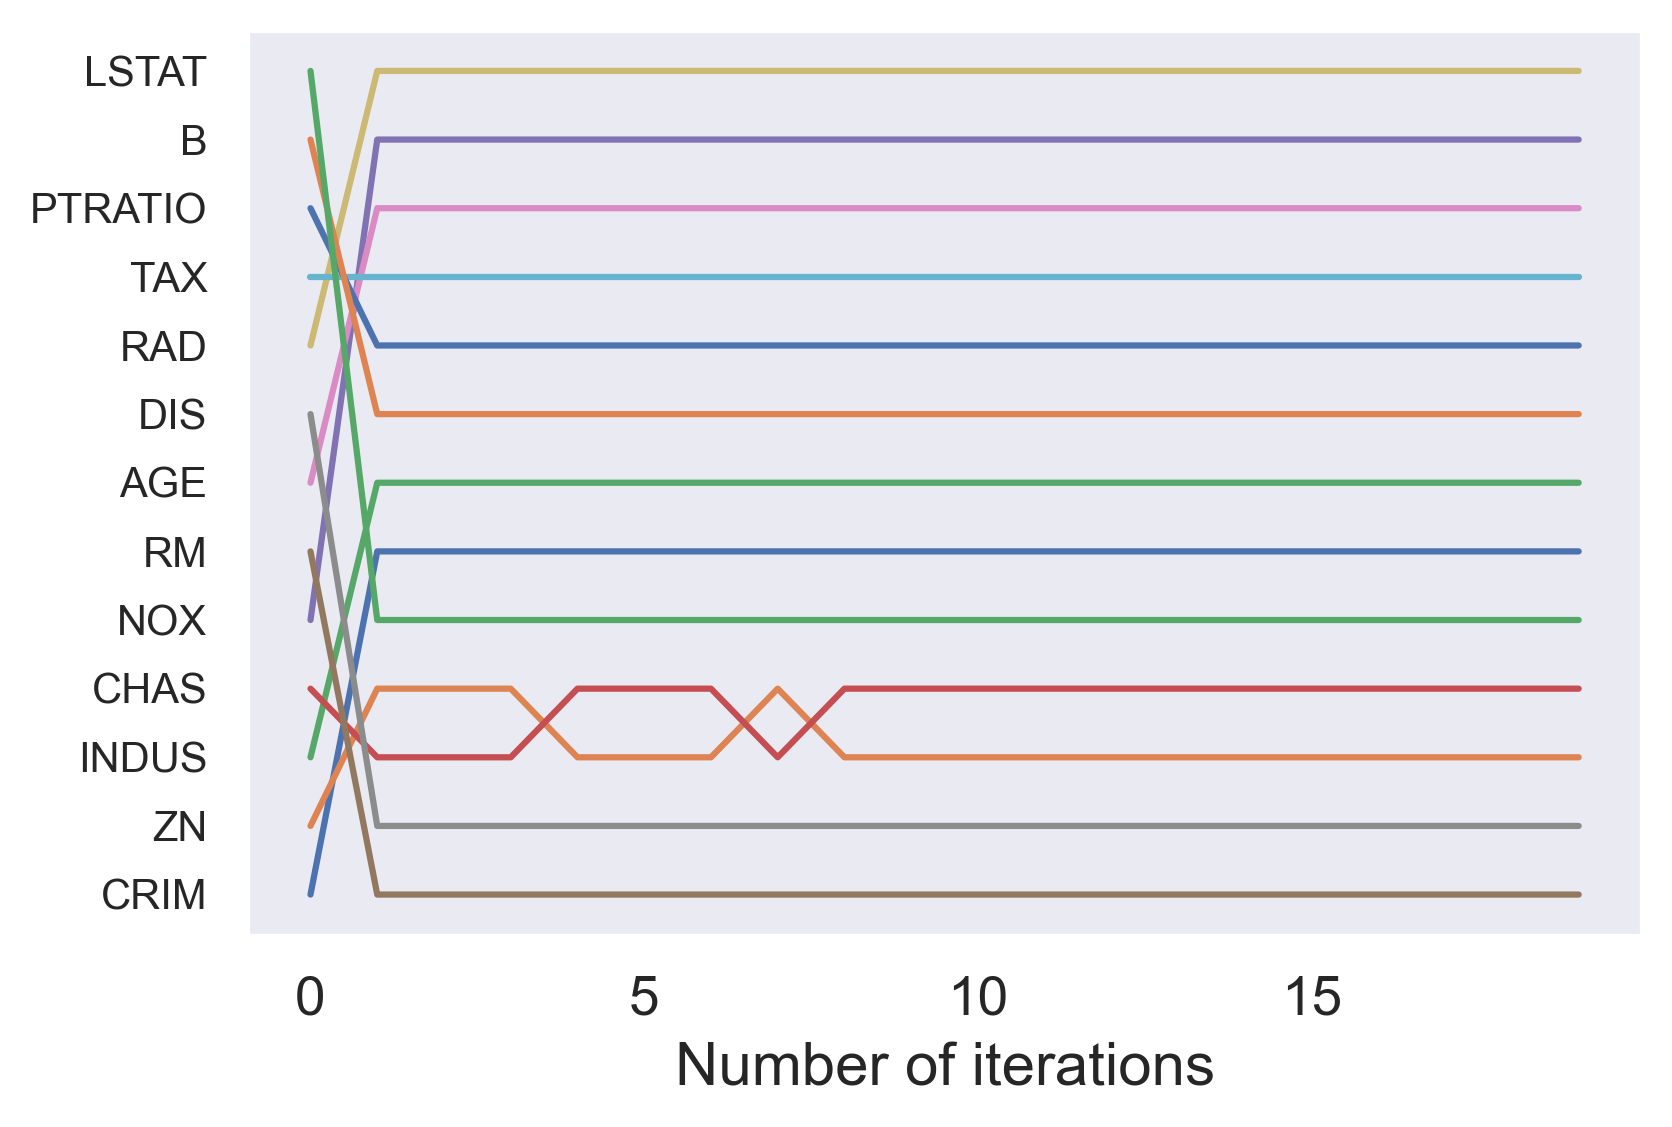 LSTAT
B
PTRATIO
TAX
RAD
DIS
AGE
RM
NOX
CHAS
INDUS
ZN
CRIM
0 5 10 15
Number of iterations